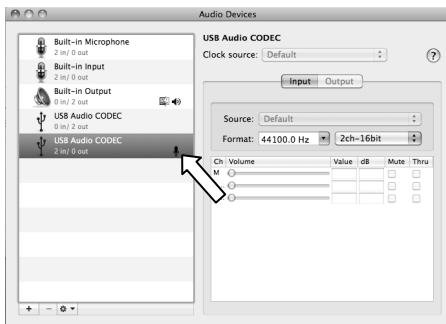 Audio Devices
Built-in Microphone
2 in/ 0 out
Built-in Input
2 in/ 0 out
Built-in Output
0 in/ 2 out
USB Audio CODEC
0 in/ 2 out
USB Audio CODEC
2 in/ 0 out
+ −
USB Audio CODEC
Clock source: Default
?
Input Output
Source: Default
Format: 44100.0 Hz 2ch-16bit
Ch Volume Value dB Mute Thru
M